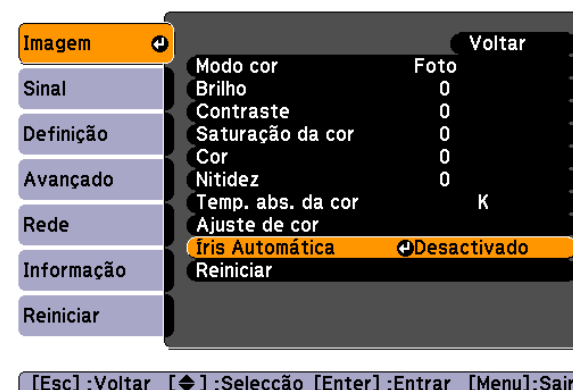 Imagem
Sinal
Definição
Avançado
Rede
Informação
Reiniciar
Voltar
Modo cor Foto
Brilho 0
Contraste 0
Saturação da cor 0
Cor 0
Nitidez 0
Temp. abs. da cor K
Ajuste de cor
Íris Automática Desactivado
Reiniciar
[Esc] :Voltar [◆] :Selecção [Enter] :Entrar [Menu]:Sair